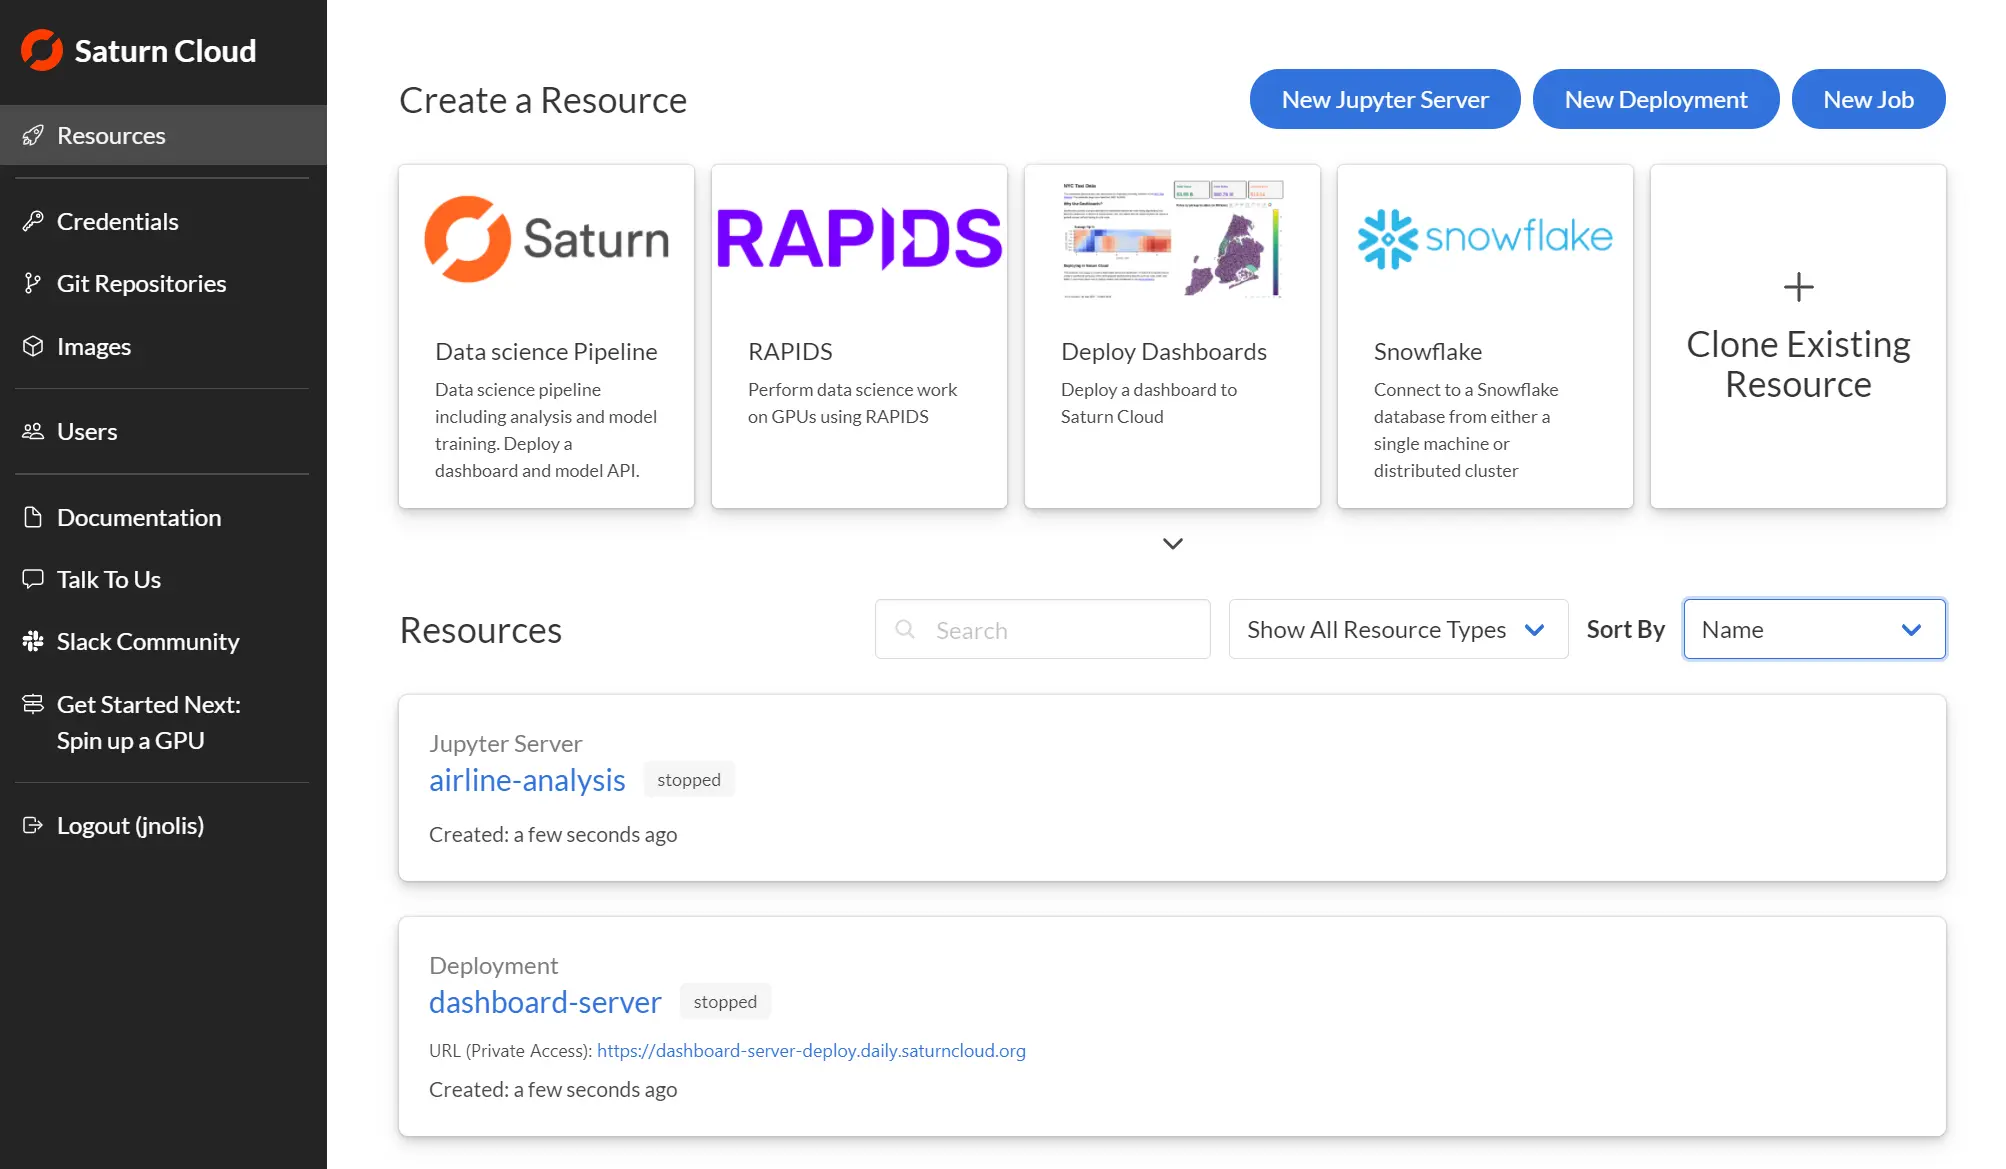 Saturn Cloud
Resources
Credentials
Git Repositories
Images
Users
Documentation
Talk To Us
Slack Community
Get Started Next:
Spin up a GPU
Logout (jnolis)
Create a Resource
New Jupyter Server
New Deployment
New Job
Saturn
Data science Pipeline
Data science pipeline
including analysis and model
training. Deploy a
dashboard and model API.
RAPIDS
RAPIDS
Perform data science work
on GPUs using RAPIDS
NYC Taxi Data
Deploy Dashboards
Deploy a dashboard to
Saturn Cloud
snowflake
Snowflake
Connect to a Snowflake
database from either a
single machine or
distributed cluster
Clone Existing
Resource
Resources
Search
Show All Resource Types
Sort By
Name
Jupyter Server
airline-analysis
stopped
Created: a few seconds ago
Deployment
dashboard-server
stopped
URL (Private Access): https://dashboard-server-deploy.daily.saturncloud.org
Created: a few seconds ago